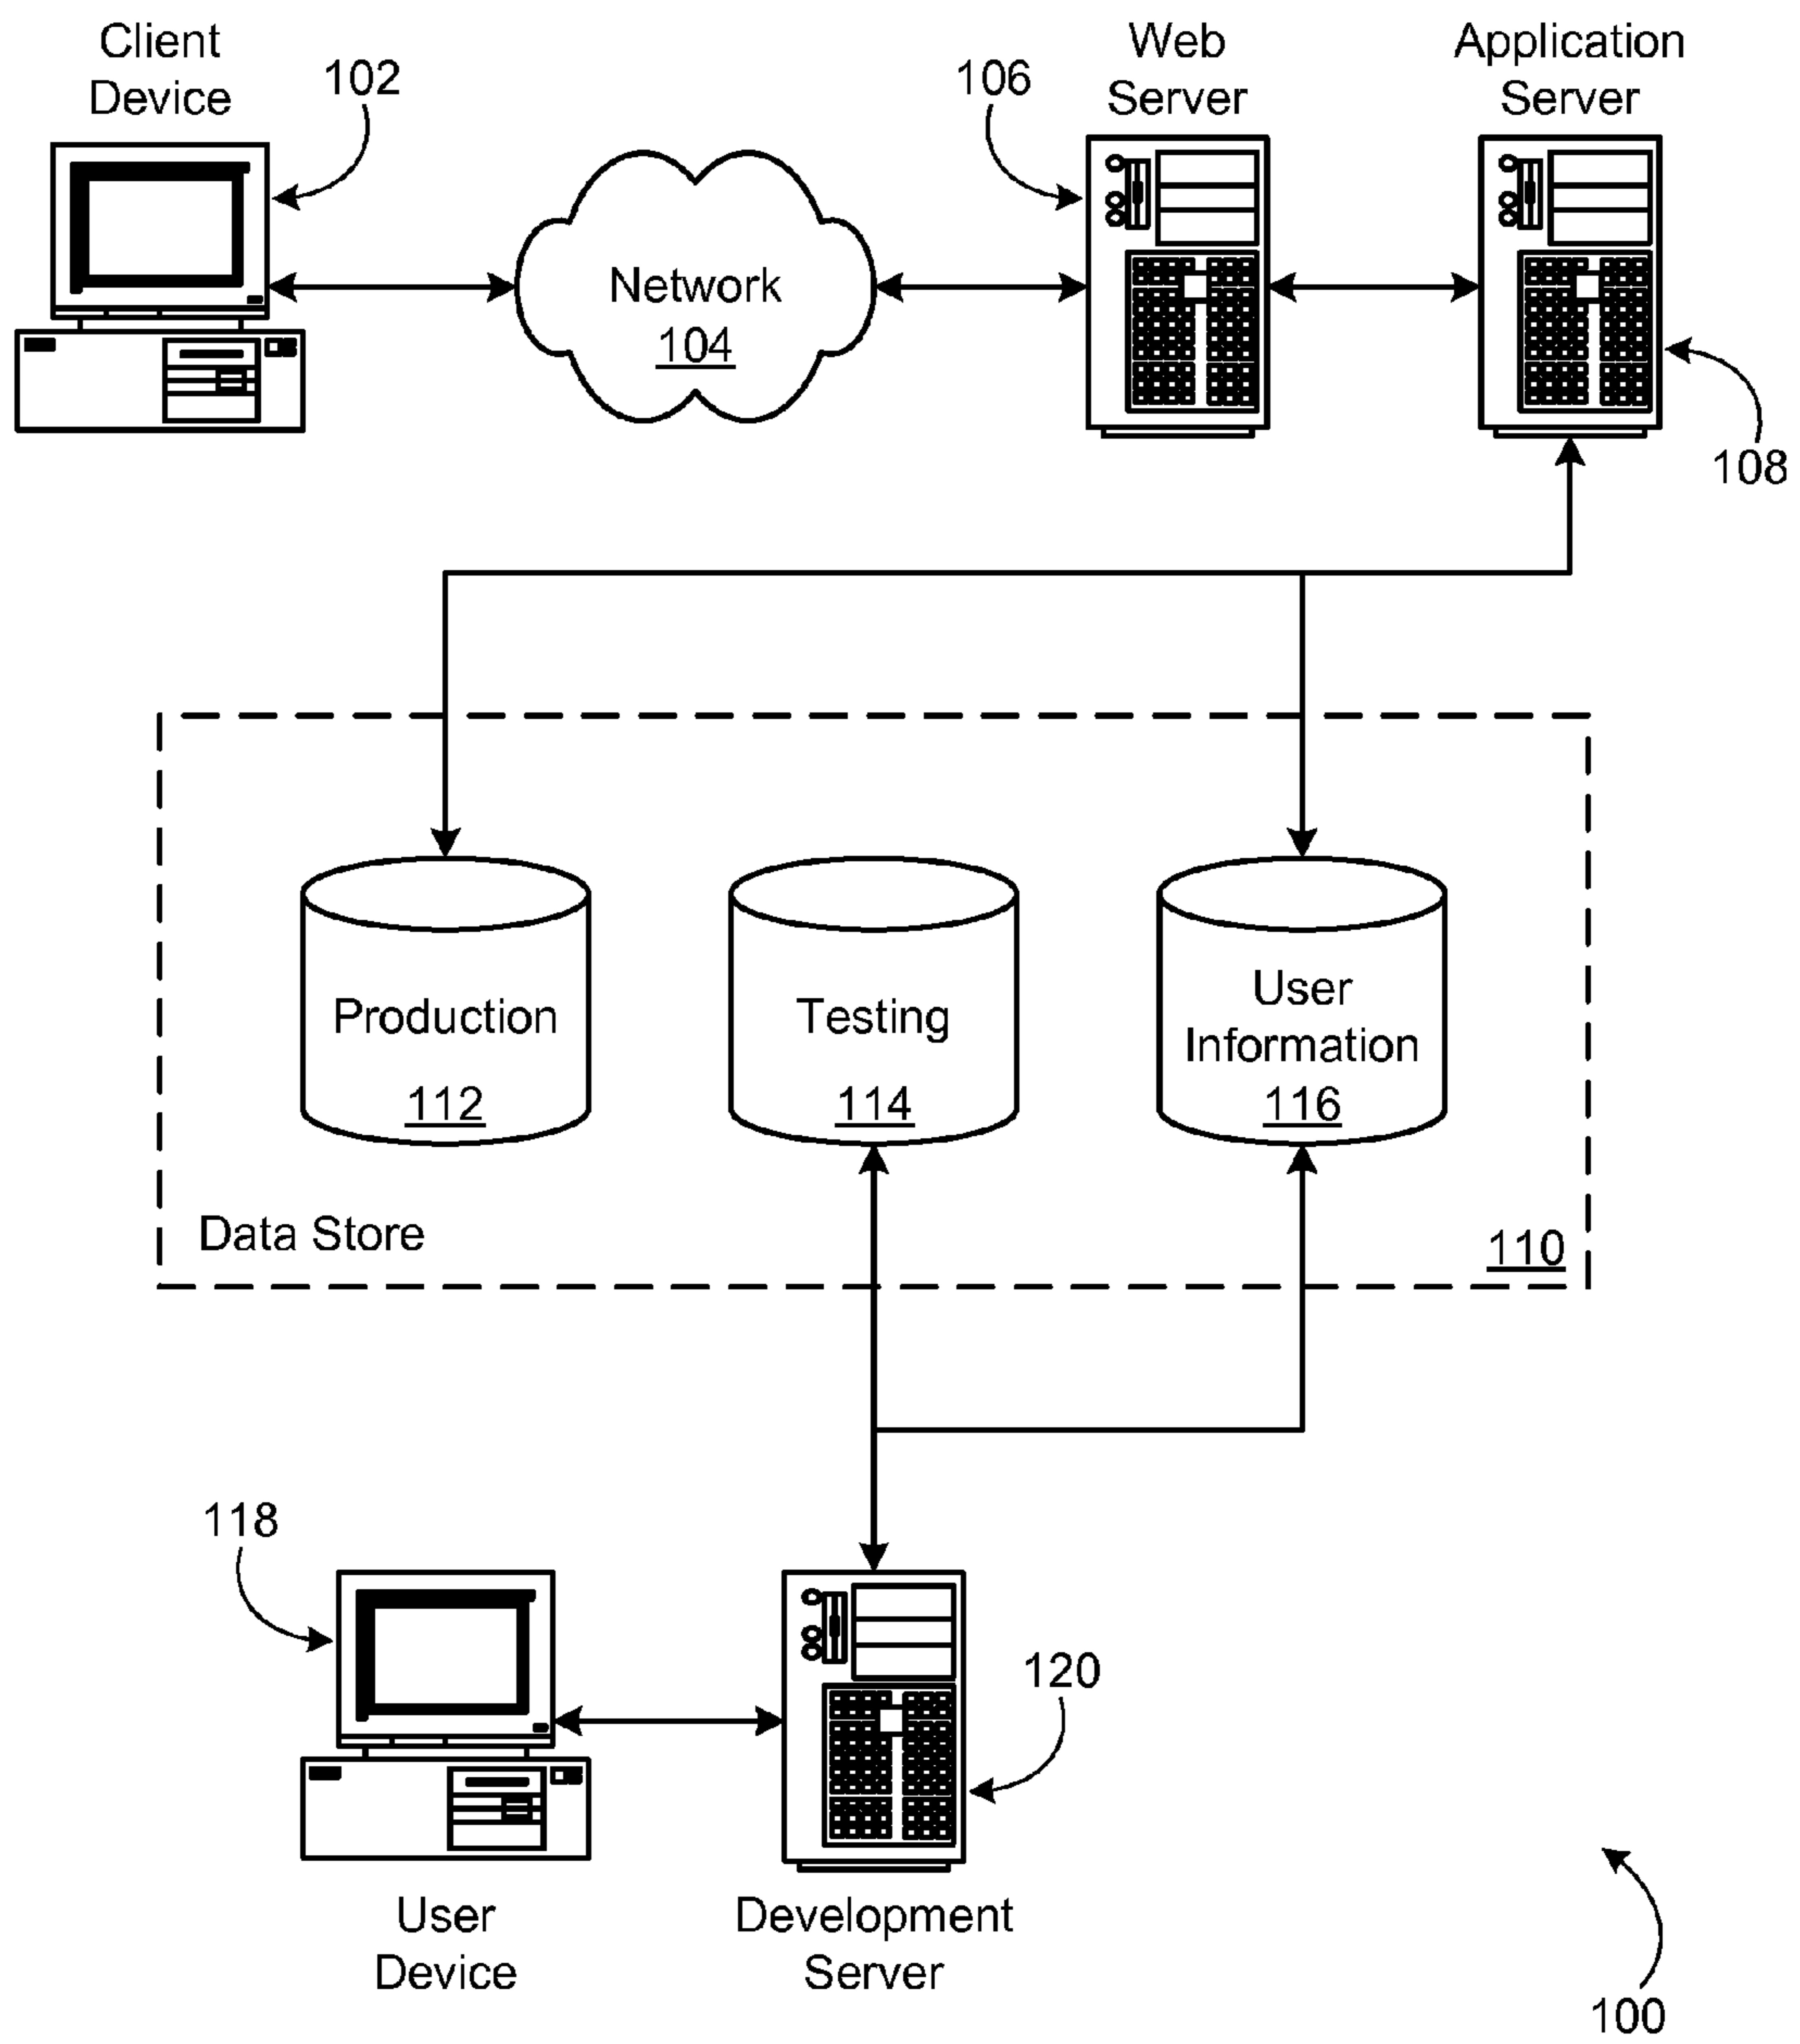 Client
Device
102
106
Web
Server
Application
Server
Network
104
108
Production
112
Testing
114
User
Information
116
Data Store
110
118
120
User
Device
Development
Server
100